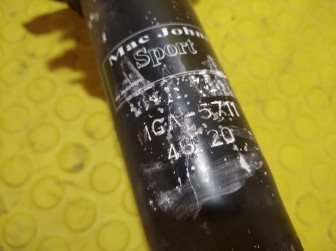 Mac John
Sport
IGA-5711
46 20